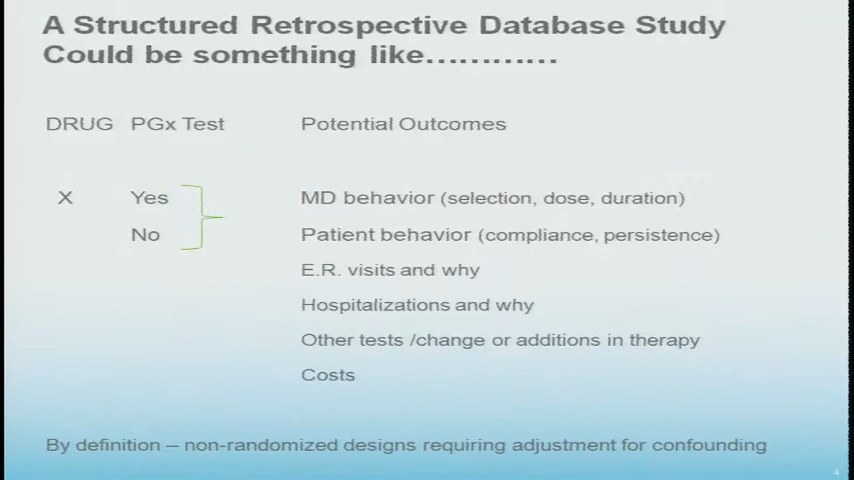 A Structured Retrospective Database Study
Could be something like…………
DRUG PGx Test Potential Outcomes
X Yes MD behavior (selection, dose, duration)
No Patient behavior (compliance, persistence)
E.R. visits and why
Hospitalizations and why
Other tests /change or additions in therapy
Costs
By definition – non-randomized designs requiring adjustment for confounding
4